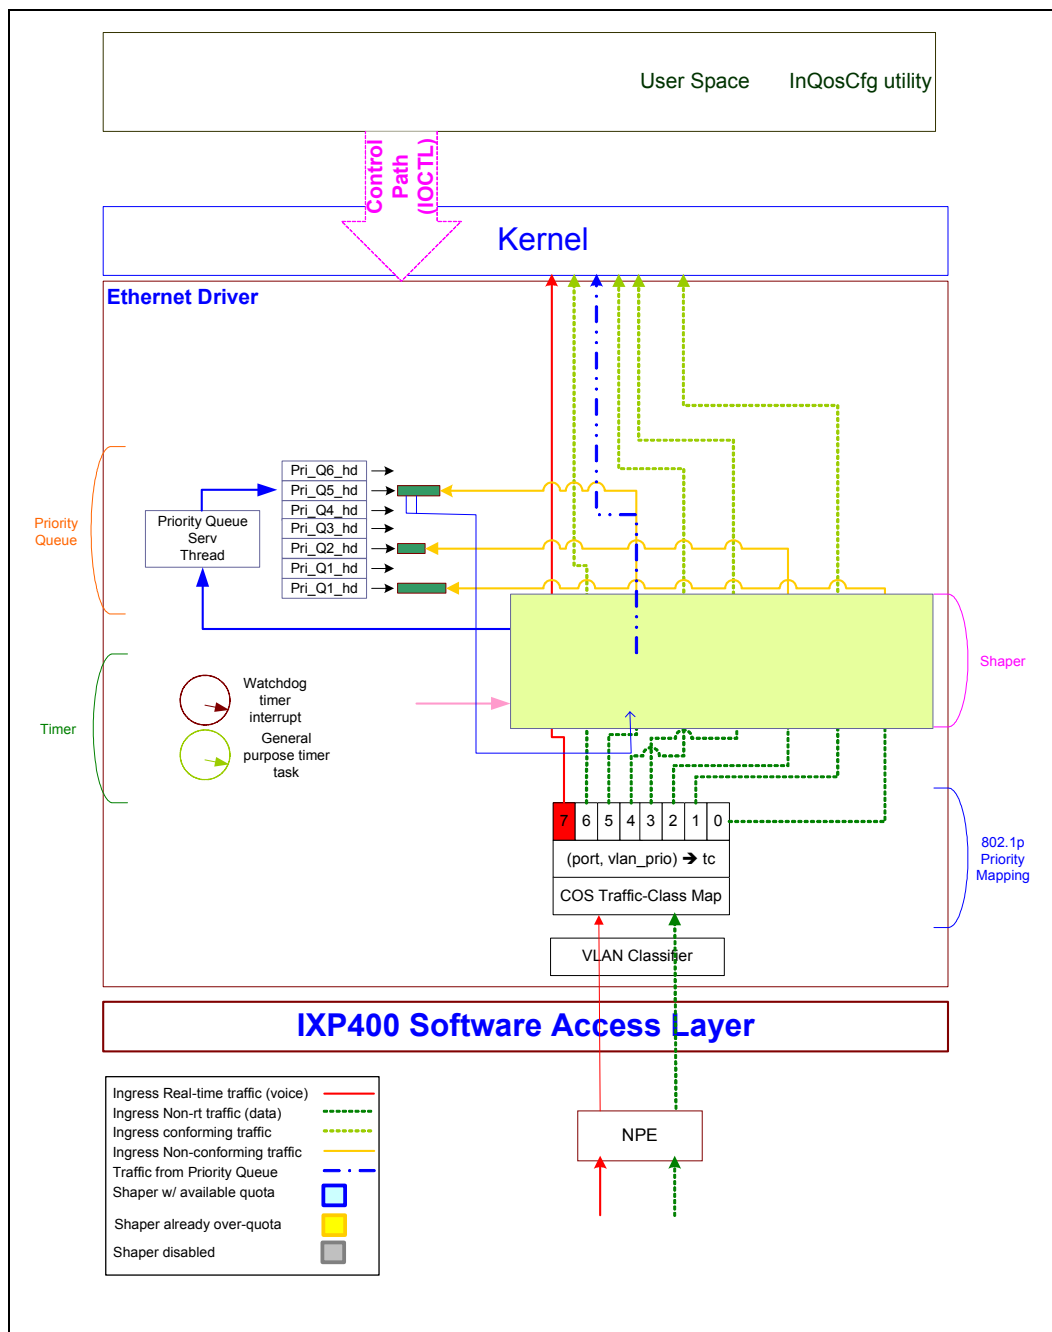 User Space InQosCfg utility
Control
Path
(IOCTL)
Kernel
Ethernet Driver
Priority
Queue
Priority Queue
Serv
Thread
Pri_Q6_hd
Pri_Q5_hd
Pri_Q4_hd
Pri_Q3_hd
Pri_Q2_hd
Pri_Q1_hd
Pri_Q1_hd
Shaper
Timer
Watchdog
timer
interrupt
General
purpose timer
task
7 6 5 4 3 2 1 0
(port, vlan_prio) ➔ tc
COS Traffic-Class Map
802.1p
Priority
Mapping
VLAN Classifier
IXP400 Software Access Layer
NPE
Ingress Real-time traffic (voice)
Ingress Non-rt traffic (data)
Ingress conforming traffic
Ingress Non-conforming traffic
Traffic from Priority Queue
Shaper w/ available quota
Shaper already over-quota
Shaper disabled